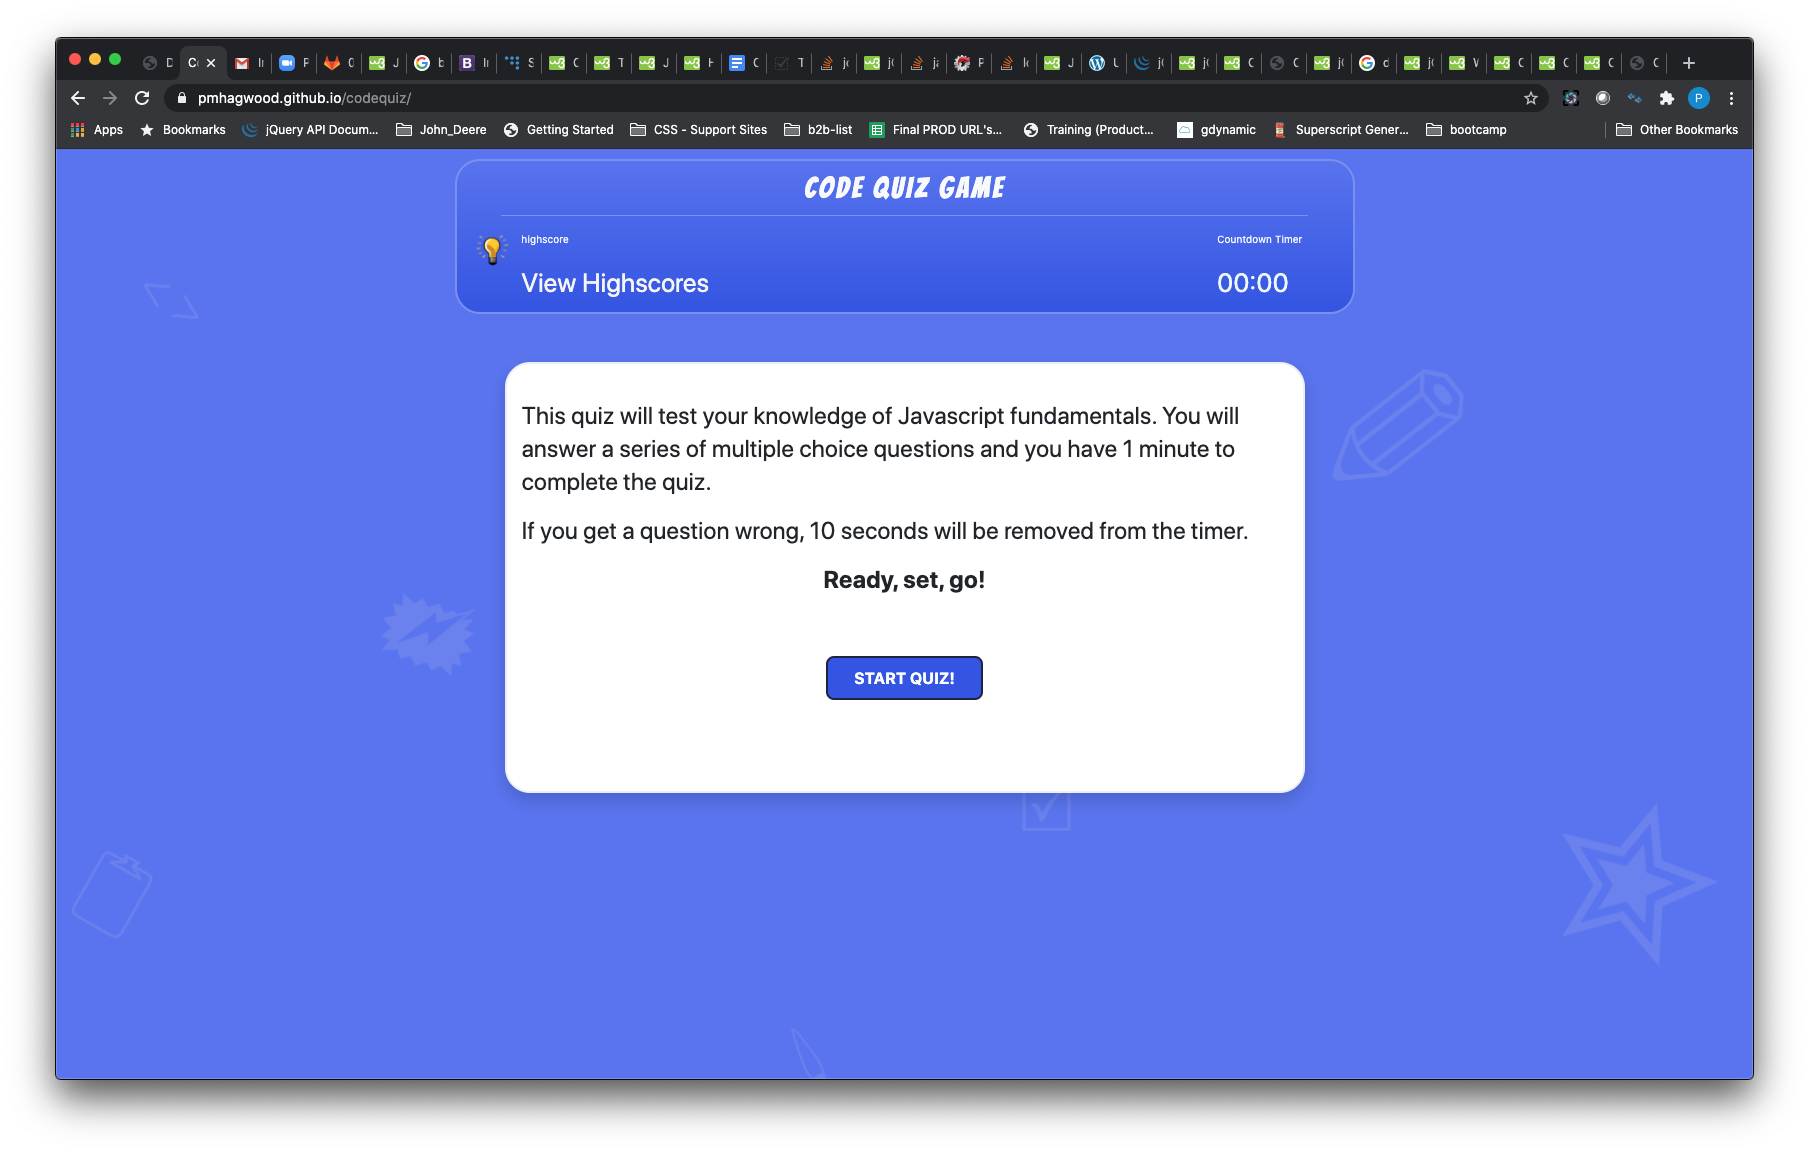 pmhagwood.github.io/codequiz/
P
Apps Bookmarks jQuery API Docum... John_Deere Getting Started CSS - Support Sites b2b-list Final PROD URL's... Training (Product... gdynamic Superscript Gener... bootcamp Other Bookmarks
CODE QUIZ GAME
highscore
Countdown Timer
View Highscores
00:00
This quiz will test your knowledge of Javascript fundamentals. You will
answer a series of multiple choice questions and you have 1 minute to
complete the quiz.
If you get a question wrong, 10 seconds will be removed from the timer.
Ready, set, go!
START QUIZ!